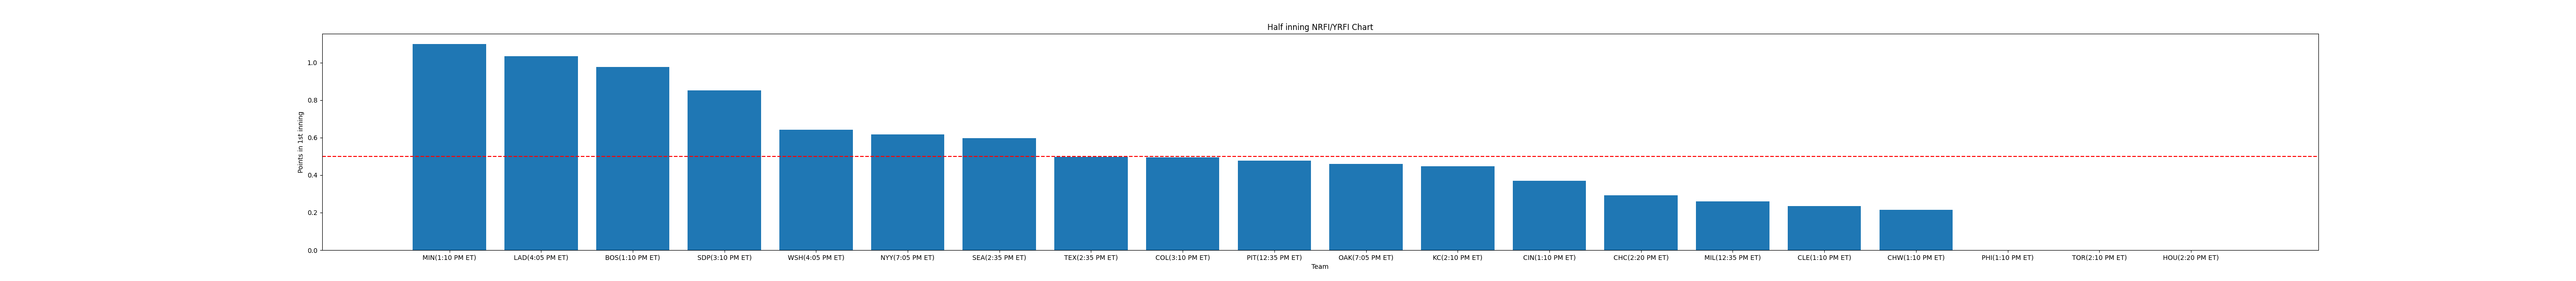 Half inning NRFI/YRFI Chart
Points in 1st inning
1.0
0.8
0.6
0.4
0.2
0.0
MIN(1:10 PM ET) LAD(4:05 PM ET) BOS(1:10 PM ET) SDP(3:10 PM ET) WSH(4:05 PM ET) NYY(7:05 PM ET) SEA(2:35 PM ET) TEX(2:35 PM ET) COL(3:10 PM ET) PIT(12:35 PM ET) OAK(7:05 PM ET) KC(2:10 PM ET) CIN(1:10 PM ET) CHC(2:20 PM ET) MIL(12:35 PM ET) CLE(1:10 PM ET) CHW(1:10 PM ET) PHI(1:10 PM ET) TOR(2:10 PM ET) HOU(2:20 PM ET)
Team